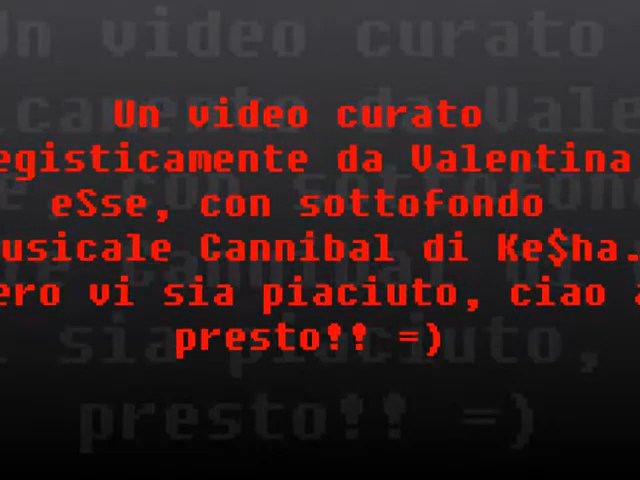 Un video curato
egisticamente da Valentina
eSse, con sottofondo
usicale Cannibal di Ke$ha.
ero vi sia piaciuto, ciao a
presto!! =)